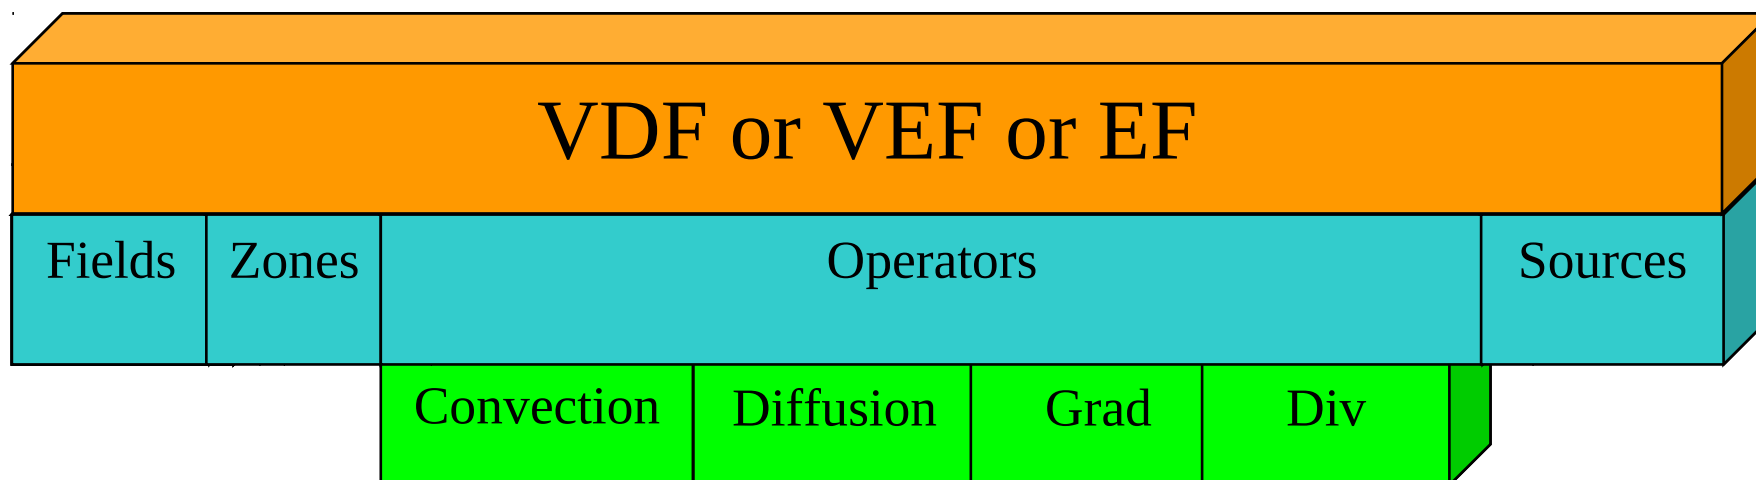 VDF or VEF or EF
Fields Zones Operators Sources
Convection Diffusion Grad Div